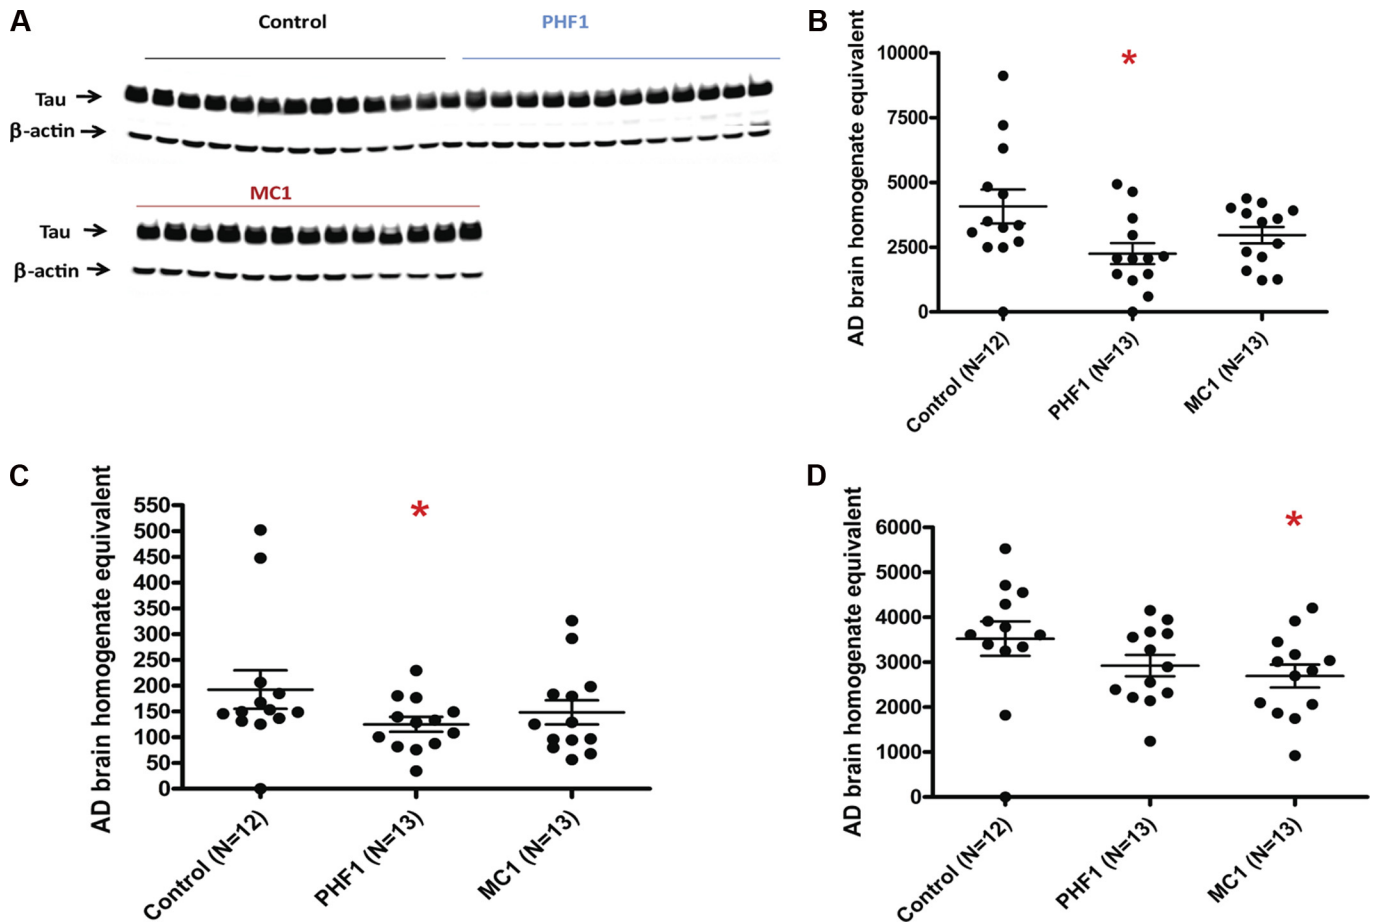 A
Control
PHF1
Tau
β-actin
MC1
Tau
β-actin
B
AD brain homogenate equivalent
10000
7500
5000
2500
0
*
Control (N=12)
PHF1 (N=13)
MC1 (N=13)
C
AD brain homogenate equivalent
550
500
450
400
350
300
250
200
150
100
50
0
*
Control (N=12)
PHF1 (N=13)
MC1 (N=13)
D
AD brain homogenate equivalent
6000
5000
4000
3000
2000
1000
0
*
Control (N=12)
PHF1 (N=13)
MC1 (N=13)